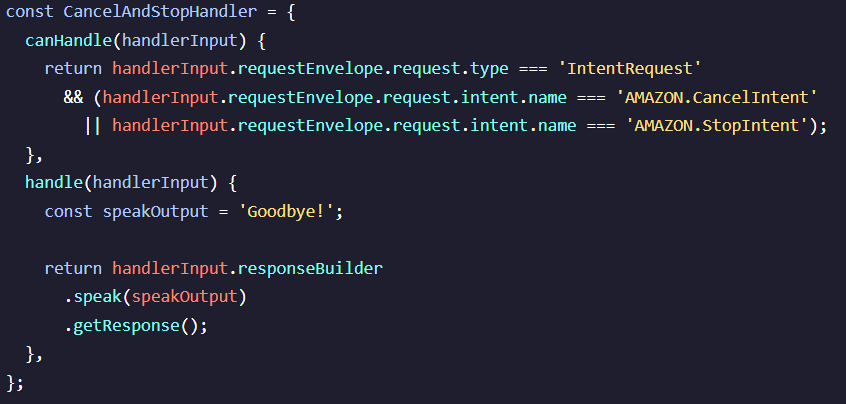 const CancelAndStopHandler = {
  canHandle(handlerInput) {
    return handlerInput.requestEnvelope.request.type === 'IntentRequest'
      && (handlerInput.requestEnvelope.request.intent.name === 'AMAZON.CancelIntent'
        || handlerInput.requestEnvelope.request.intent.name === 'AMAZON.StopIntent');
  },
  handle(handlerInput) {
    const speakOutput = 'Goodbye!';

    return handlerInput.responseBuilder
      .speak(speakOutput)
      .getResponse();
  },
};